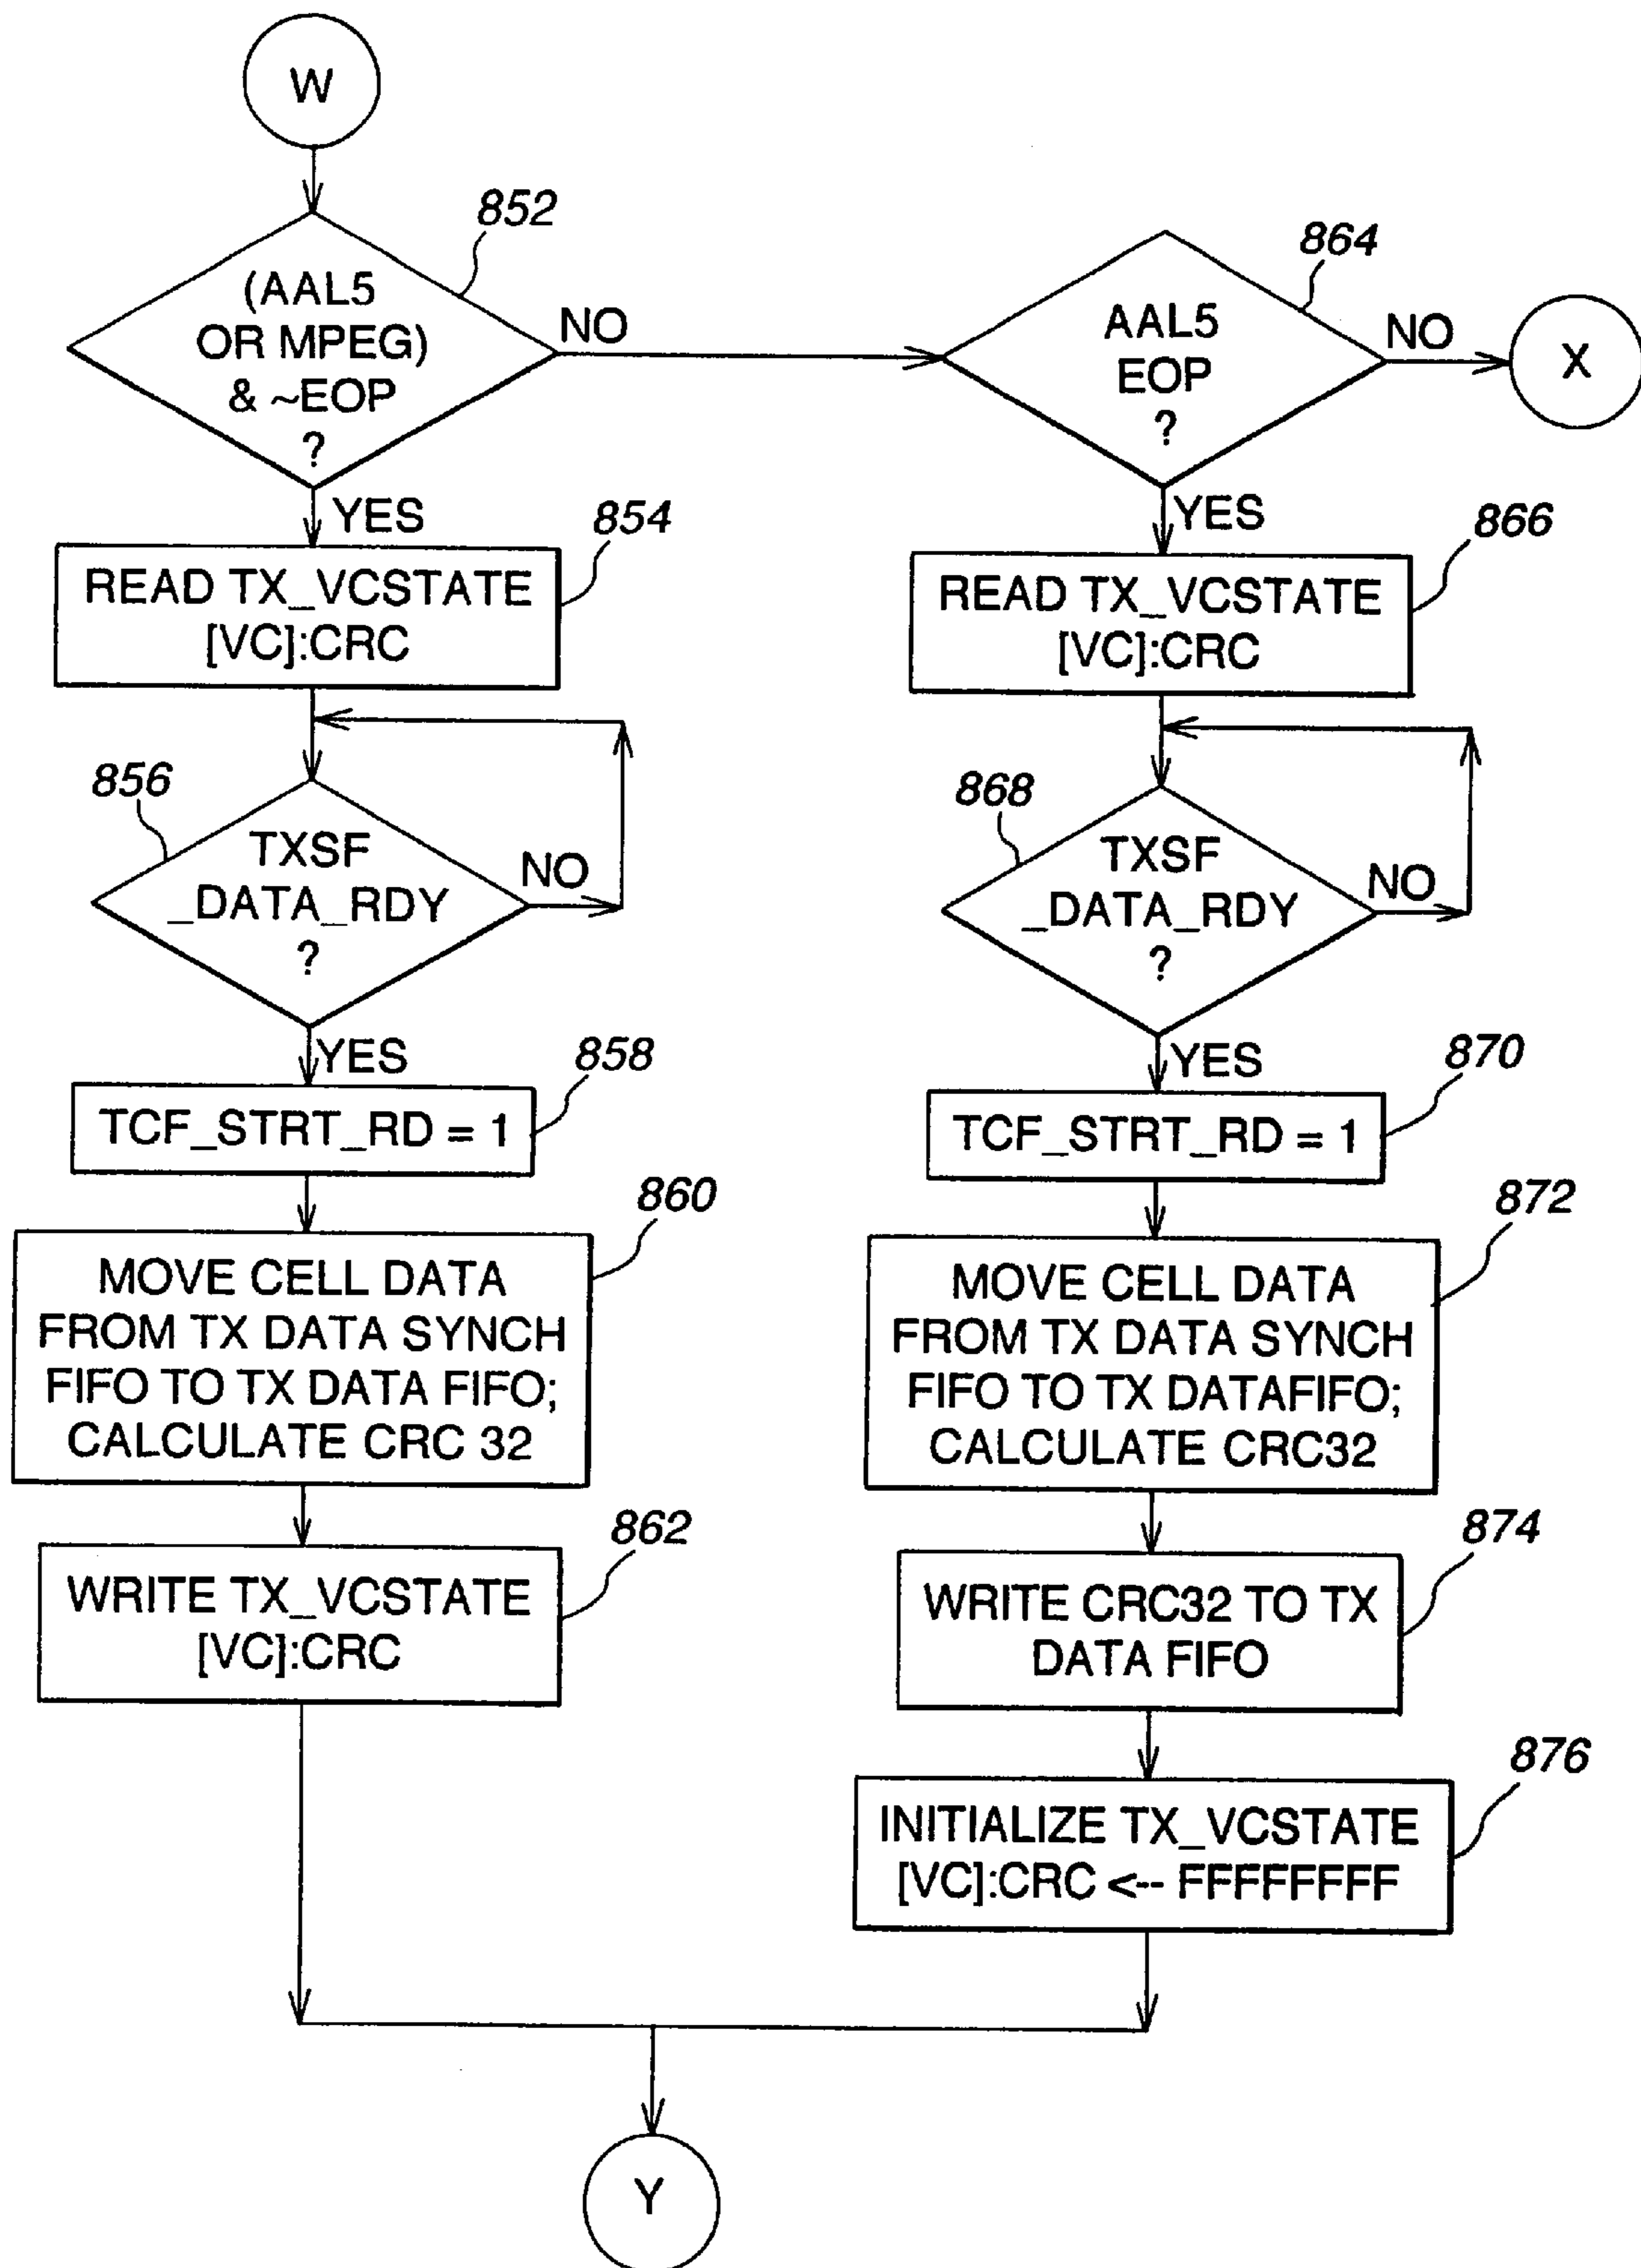 W
852
(AAL5
OR MPEG)
& ~EOP
?
NO
YES
864
AAL5
EOP
?
NO
X
YES
854
READ TX_VCSTATE
[VC]:CRC
866
READ TX_VCSTATE
[VC]:CRC
856
TXSF
_DATA_RDY
?
NO
YES
868
TXSF
_DATA_RDY
?
NO
YES
858
TCF_STRT_RD = 1
870
TCF_STRT_RD = 1
860
MOVE CELL DATA
FROM TX DATA SYNCH
FIFO TO TX DATA FIFO;
CALCULATE CRC 32
872
MOVE CELL DATA
FROM TX DATA SYNCH
FIFO TO TX DATAFIFO;
CALCULATE CRC32
862
WRITE TX_VCSTATE
[VC]:CRC
874
WRITE CRC32 TO TX
DATA FIFO
876
INITIALIZE TX_VCSTATE
[VC]:CRC <-- FFFFFFFF
Y